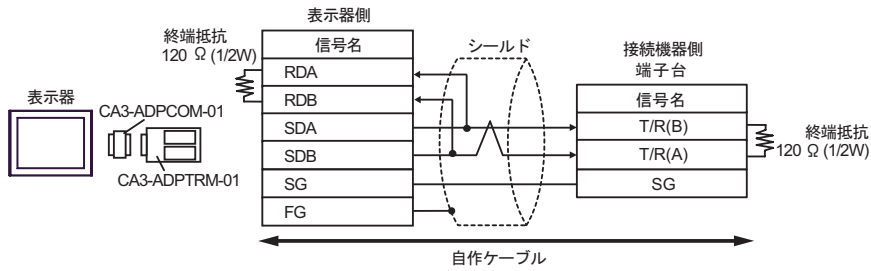 表示器側
終端抵抗
120 Ω (1/2W)
信号名
RDA
RDB
SDA
SDB
SG
FG
シールド
接続機器側
端子台
信号名
T/R(B)
T/R(A)
SG
終端抵抗
120 Ω (1/2W)
表示器
CA3-ADPCOM-01
CA3-ADPTRM-01
自作ケーブル